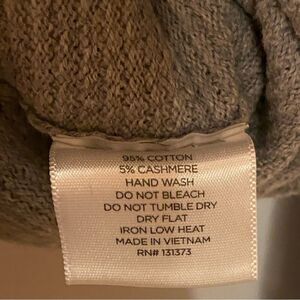 95% COTTON
5% CASHMERE
HAND WASH
DO NOT BLEACH
DO NOT TUMBLE DRY
DRY FLAT
IRON LOW HEAT
MADE IN VIETNAM
RN# 131373